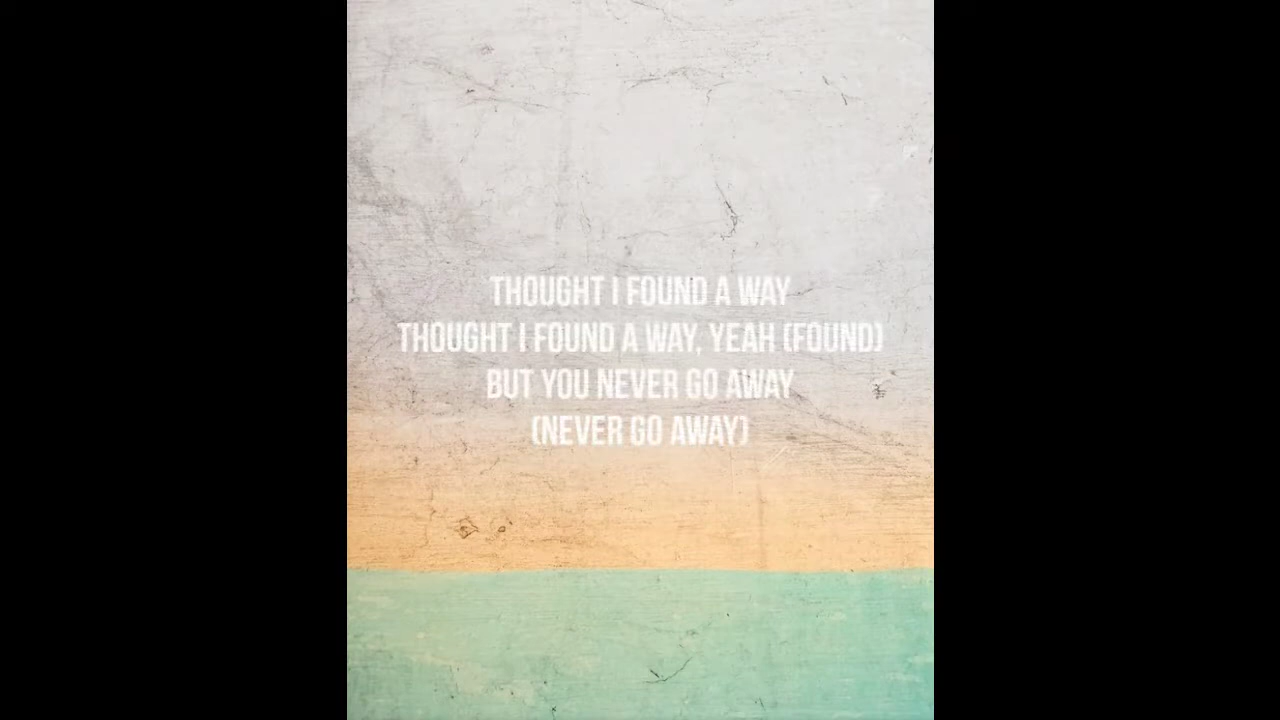 THOUGHT I FOUND A WAY
THOUGHT I FOUND A WAY, YEAH (FOUND)
BUT YOU NEVER GO AWAY
(NEVER GO AWAY)